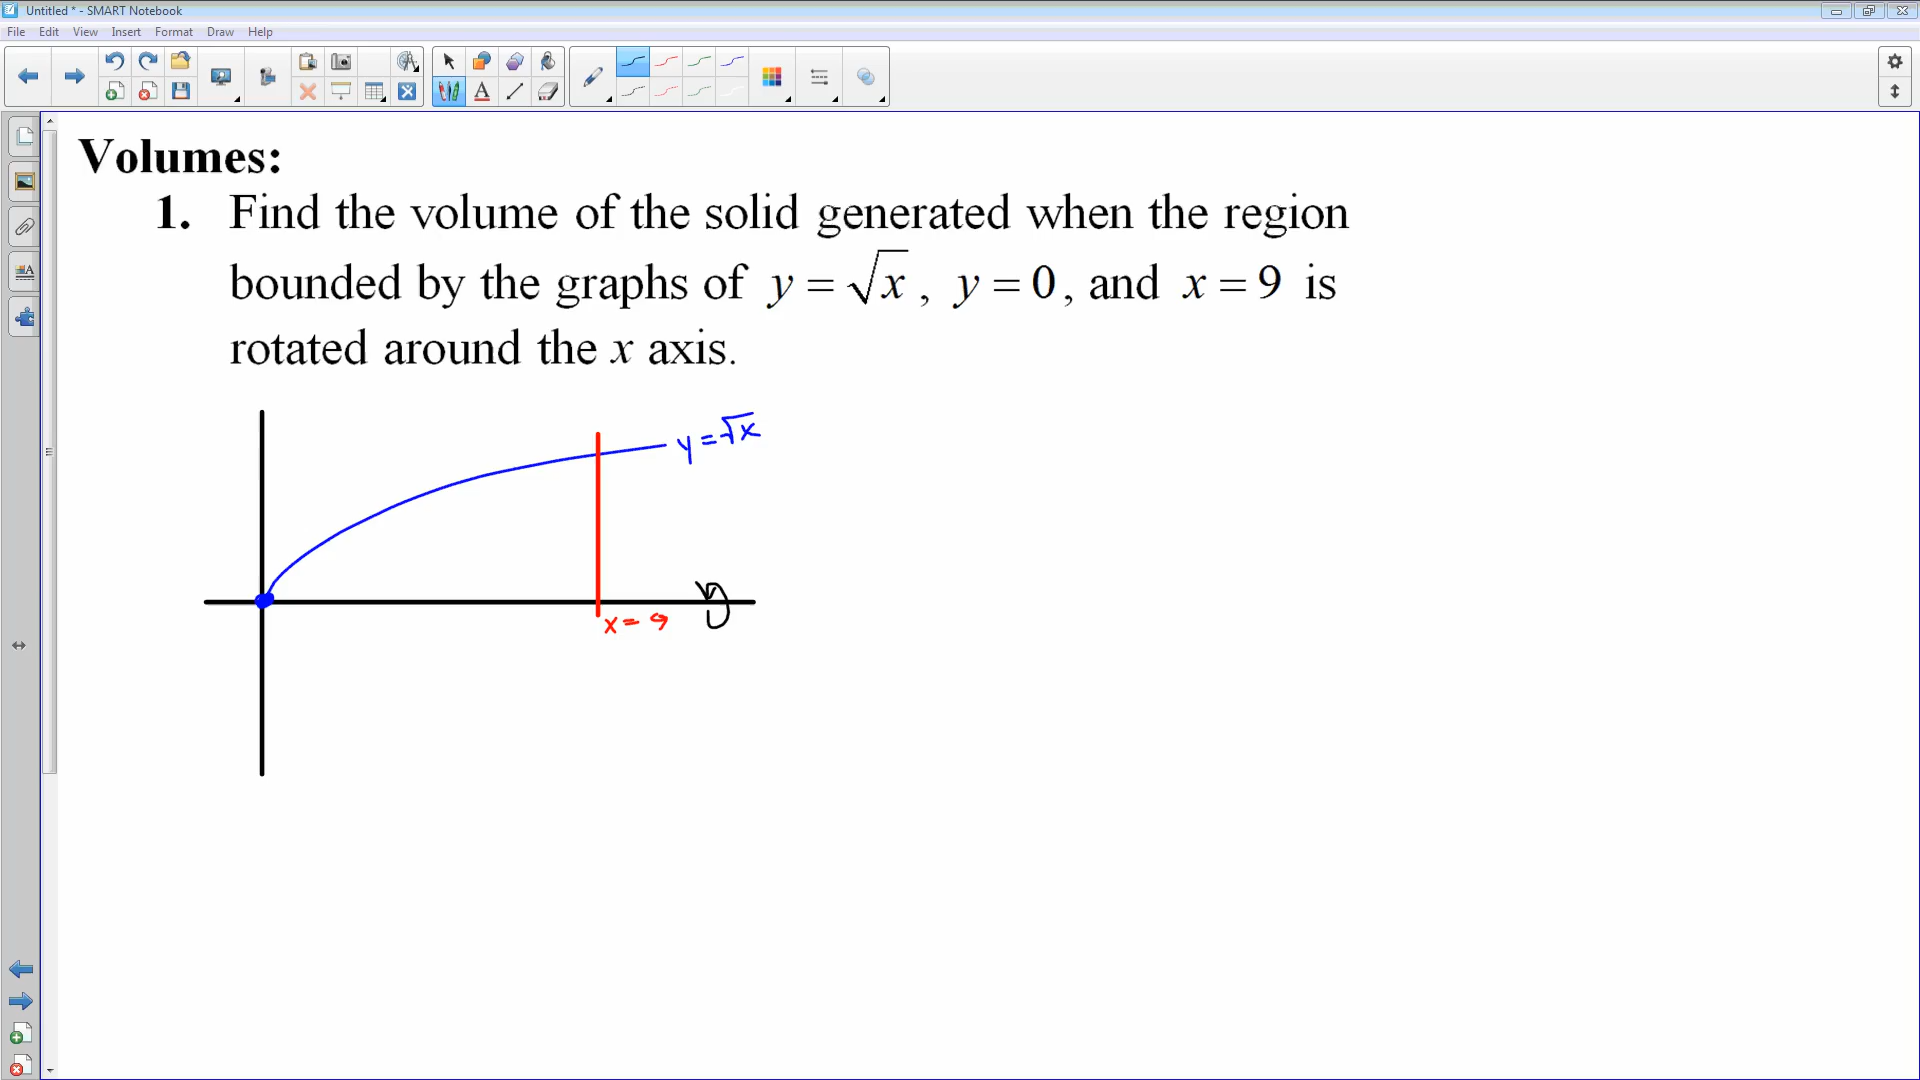 Untitled * - SMART Notebook
File Edit View Insert Format Draw Help
Volumes:
1. Find the volume of the solid generated when the region
bounded by the graphs of y = √x , y = 0 , and x = 9 is
rotated around the x axis.
y = √x
x = 9